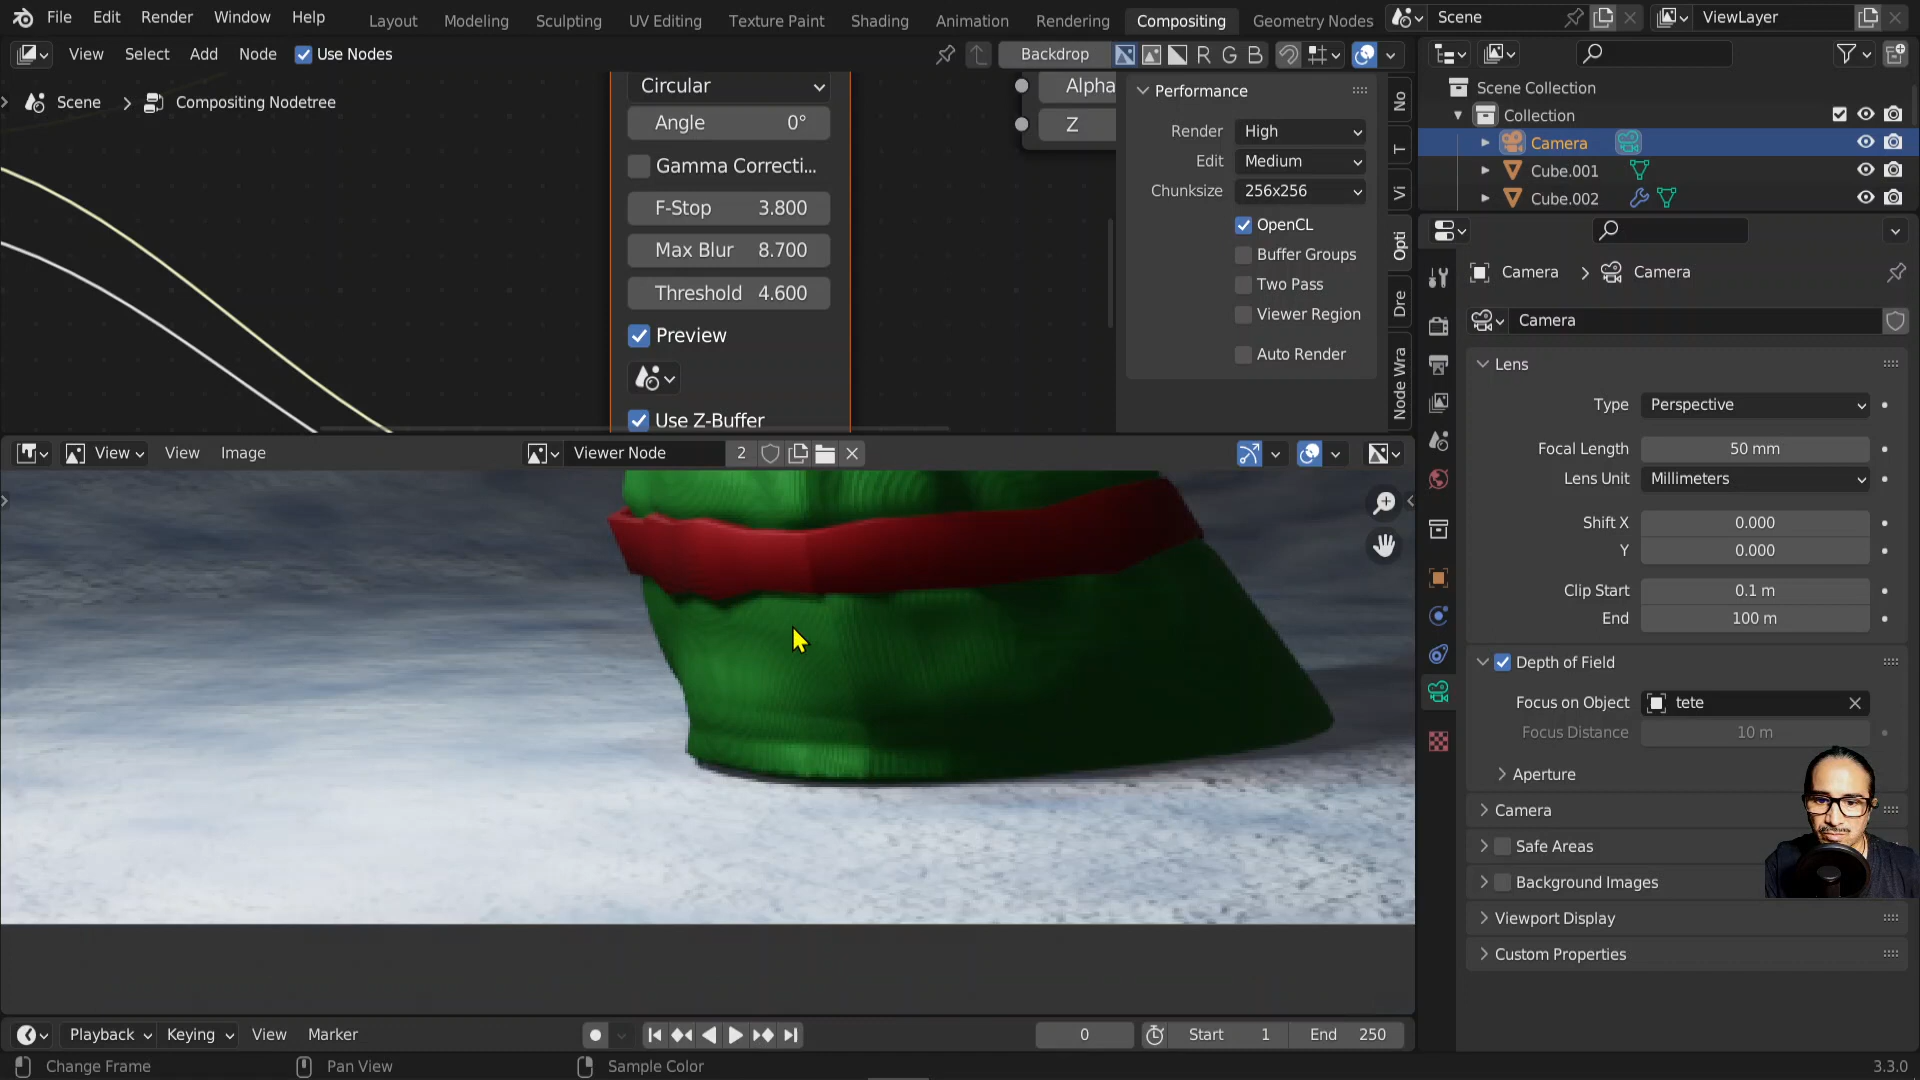 File Edit Render Window Help Layout Modeling Sculpting UV Editing Texture Paint Shading Animation Rendering Compositing Geometry Nodes Scene ViewLayer
View Select Add Node Use Nodes Backdrop R G B
Scene > Compositing Nodetree
Circular
Angle 0°
Gamma Correcti...
F-Stop 3.800
Max Blur 8.700
Threshold 4.600
Preview
Use Z-Buffer
Alpha
Z
Performance
Render High
Edit Medium
Chunksize 256x256
OpenCL
Buffer Groups
Two Pass
Viewer Region
Auto Render
No
T
Vi
Opti
Dre
Node Wra
Scene Collection
Collection
Camera
Cube.001
Cube.002
Camera > Camera
Camera
Lens
Type Perspective
Focal Length 50 mm
Lens Unit Millimeters
Shift X 0.000
Y 0.000
Clip Start 0.1 m
End 100 m
Depth of Field
Focus on Object tete
Focus Distance 10 m
Aperture
Camera
Safe Areas
Background Images
Viewport Display
Custom Properties
View View Image Viewer Node 2
Playback Keying View Marker 0 Start 1 End 250
Change Frame Pan View Sample Color 3.3.0